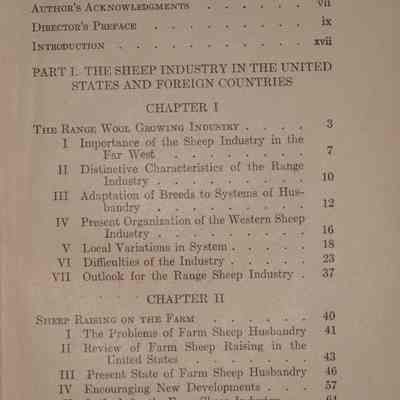 AUTHOR'S ACKNOWLEDGMENTS . . . . . . vii
DIRECTOR'S PREFACE . . . . . . . . ix
INTRODUCTION . . . . . . . . . . xvii
PART I. THE SHEEP INDUSTRY IN THE UNITED
STATES AND FOREIGN COUNTRIES
CHAPTER I
THE RANGE WOOL GROWING INDUSTRY . . . . 3
I Importance of the Sheep Industry in the
Far West . . . . . . . 7
II Distinctive Characteristics of the Range
Industry . . . . . . . . 10
III Adaptation of Breeds to Systems of Hus-
bandry . . . . . . . . 12
IV Present Organization of the Western Sheep
Industry . . . . . . . . 16
V Local Variations in System . . . . . 18
VI Difficulties of the Industry . . . . . 23
VII Outlook for the Range Sheep Industry . 37
CHAPTER II
SHEEP RAISING ON THE FARM . . . . . . 40
I The Problems of Farm Sheep Husbandry 41
II Review of Farm Sheep Raising in the
United States . . . . . . 43
III Present State of Farm Sheep Husbandry 46
IV Encouraging New Developments . . . 57